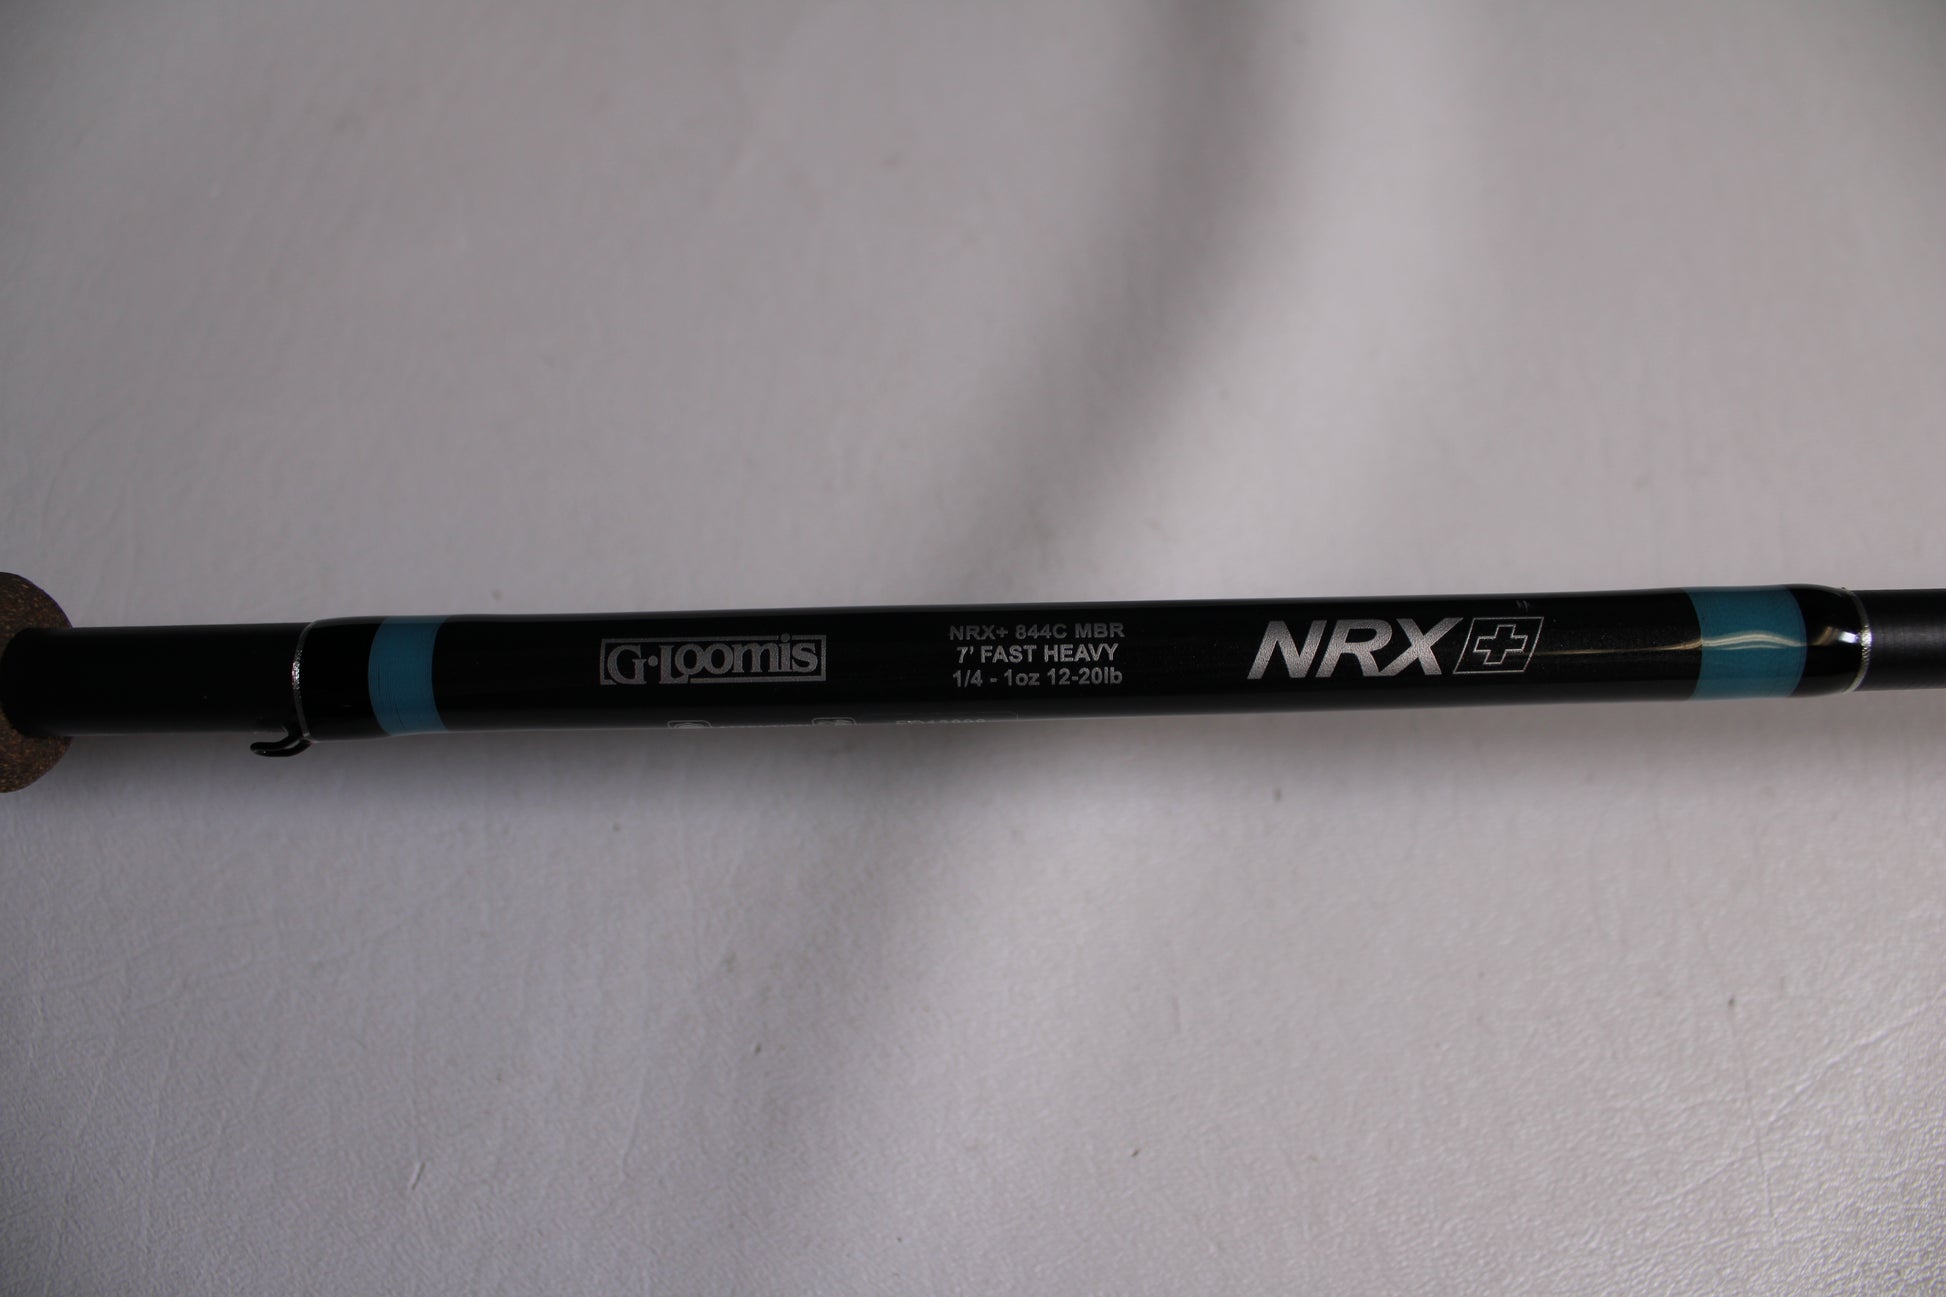 G·Loomis
NRX+ 844C MBR
7' FAST HEAVY
1/4 - 1oz 12-20lb
NRX+